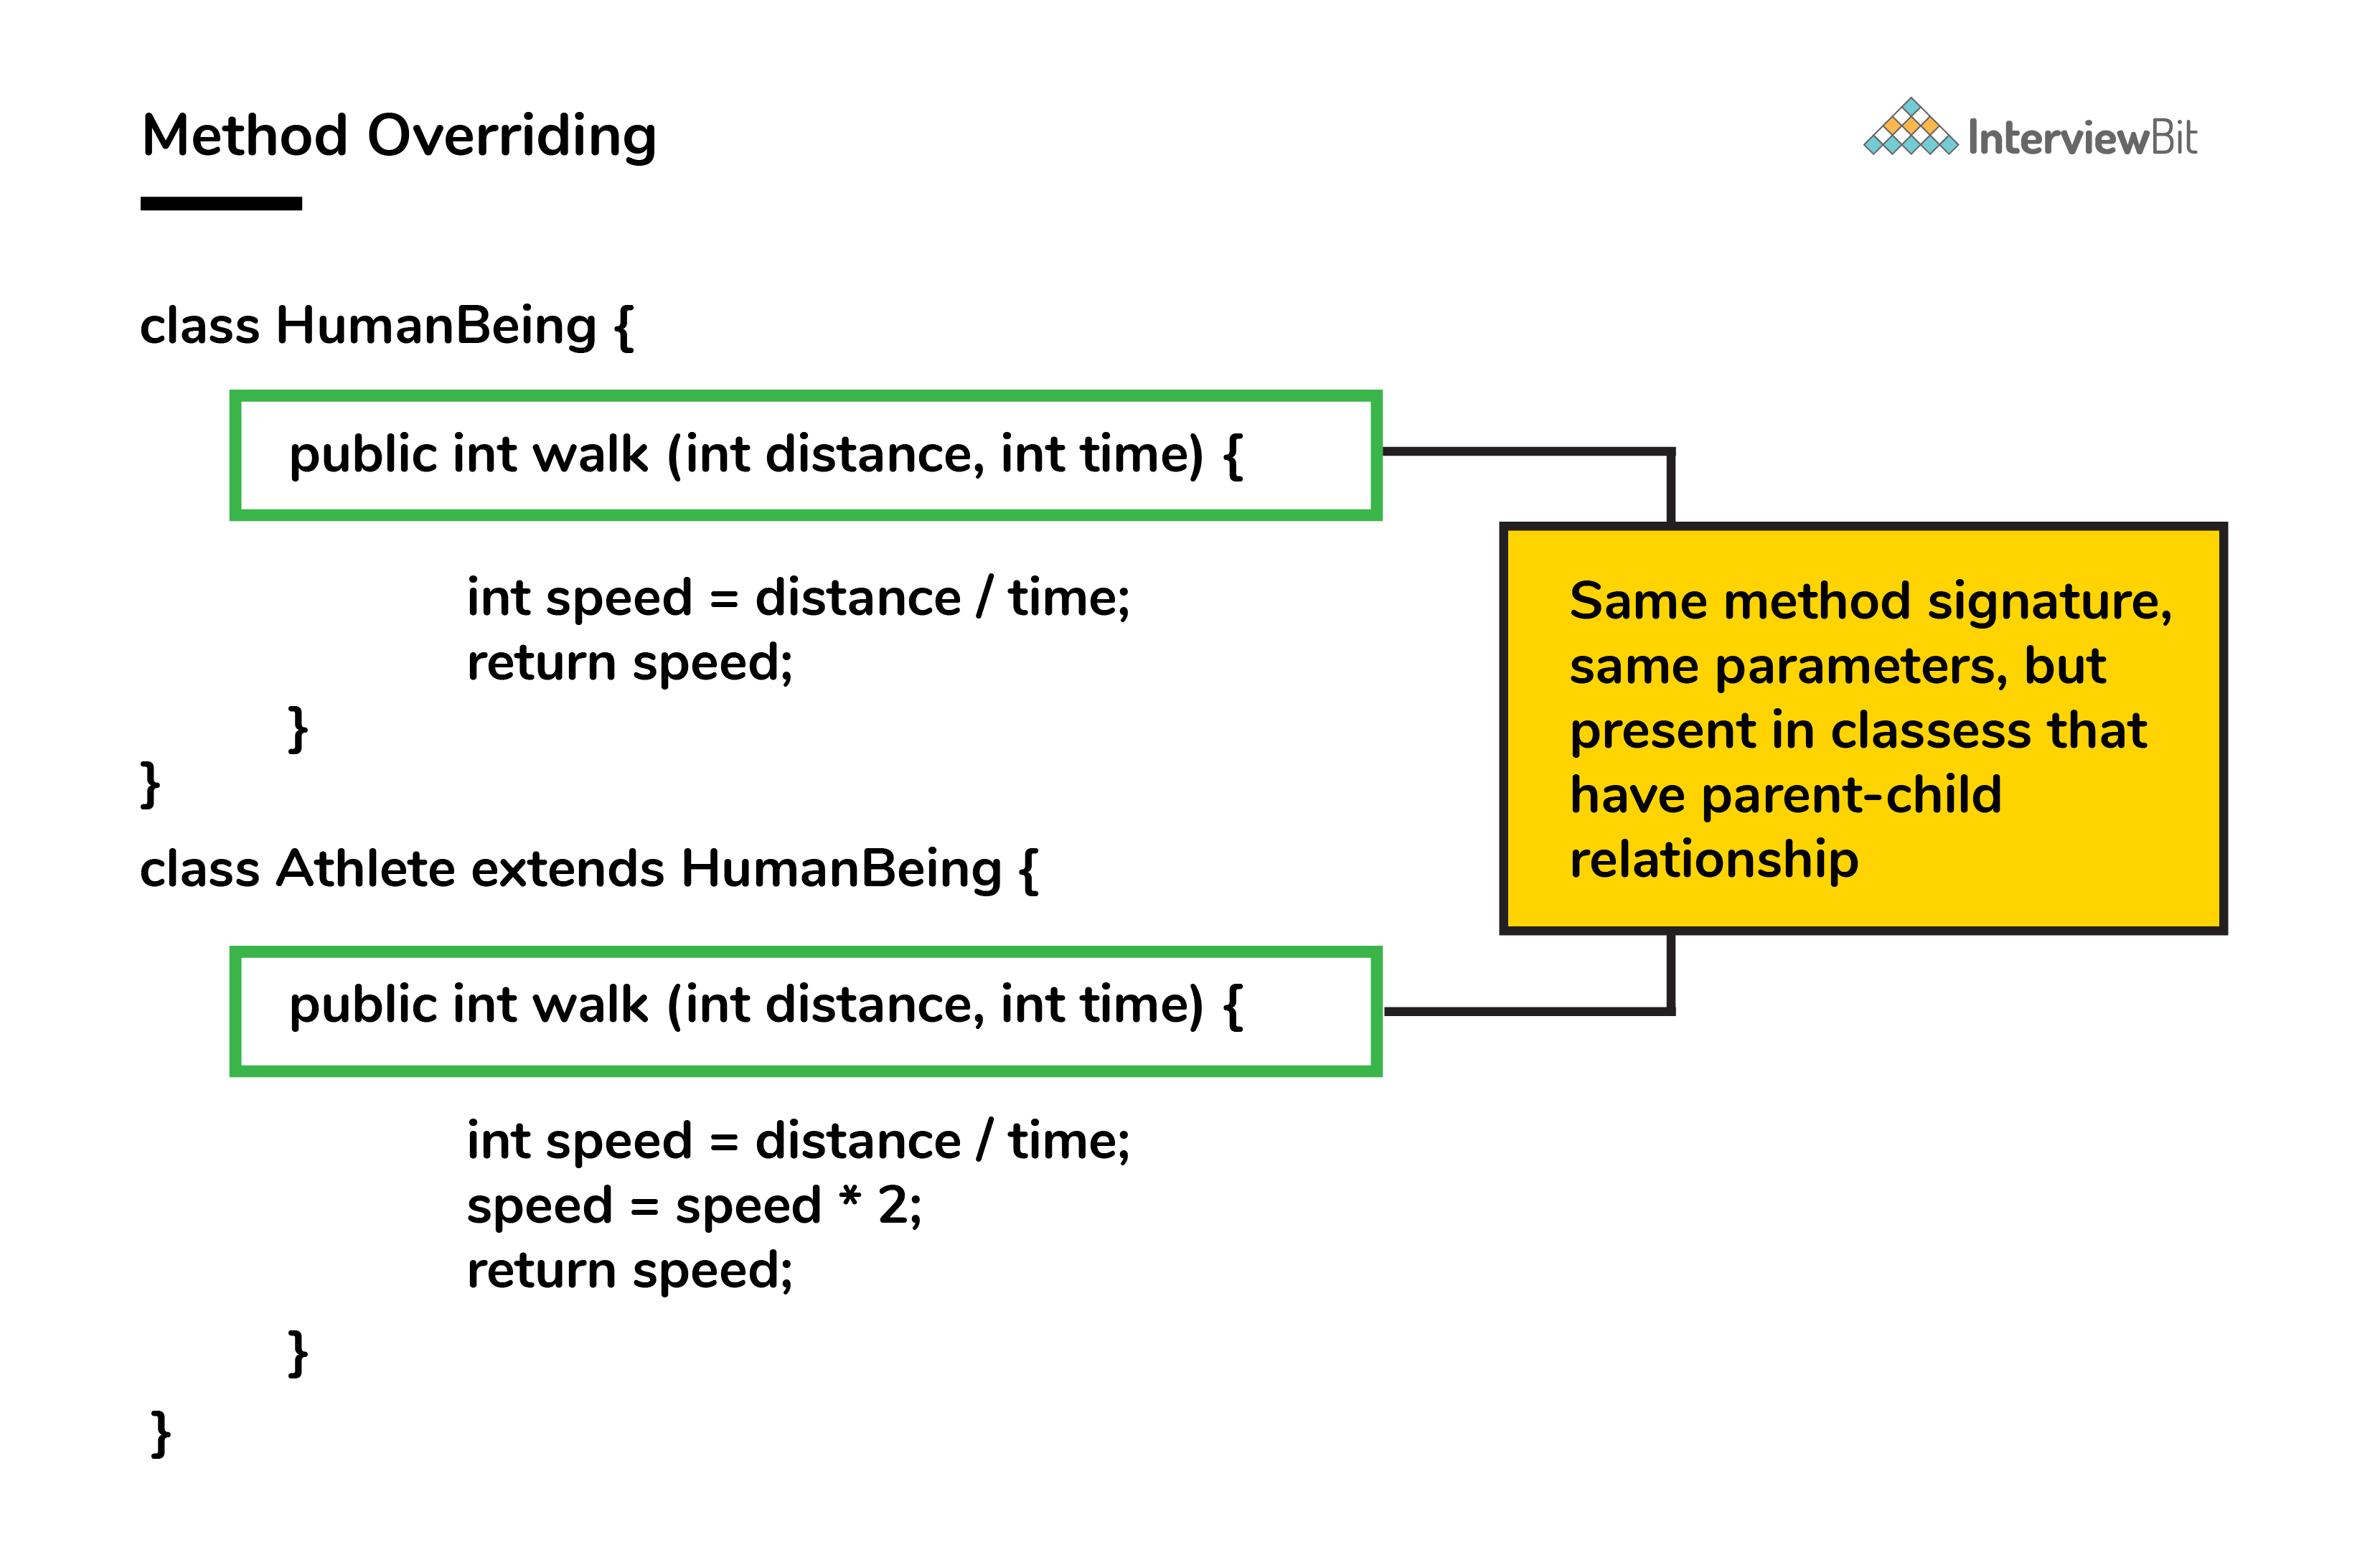 Method Overriding
InterviewBit
class HumanBeing {
public int walk (int distance, int time) {
int speed = distance / time;
return speed;
}
}
class Athlete extends HumanBeing {
public int walk (int distance, int time) {
int speed = distance / time;
speed = speed * 2;
return speed;
}
}
Same method signature,
same parameters, but
present in classess that
have parent-child
relationship